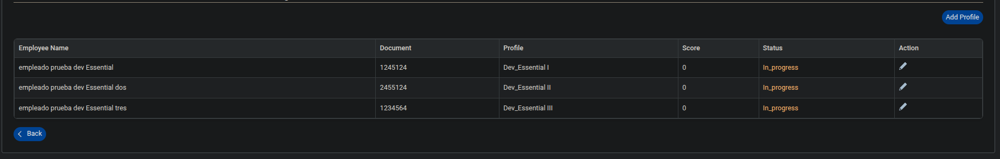 Add Profile
Employee Name Document Profile Score Status Action
empleado prueba dev Essential 1245124 Dev_Essential I 0 In_progress
empleado prueba dev Essential dos 2455124 Dev_Essential II 0 In_progress
empleado prueba dev Essential tres 1234564 Dev_Essential III 0 In_progress
Back